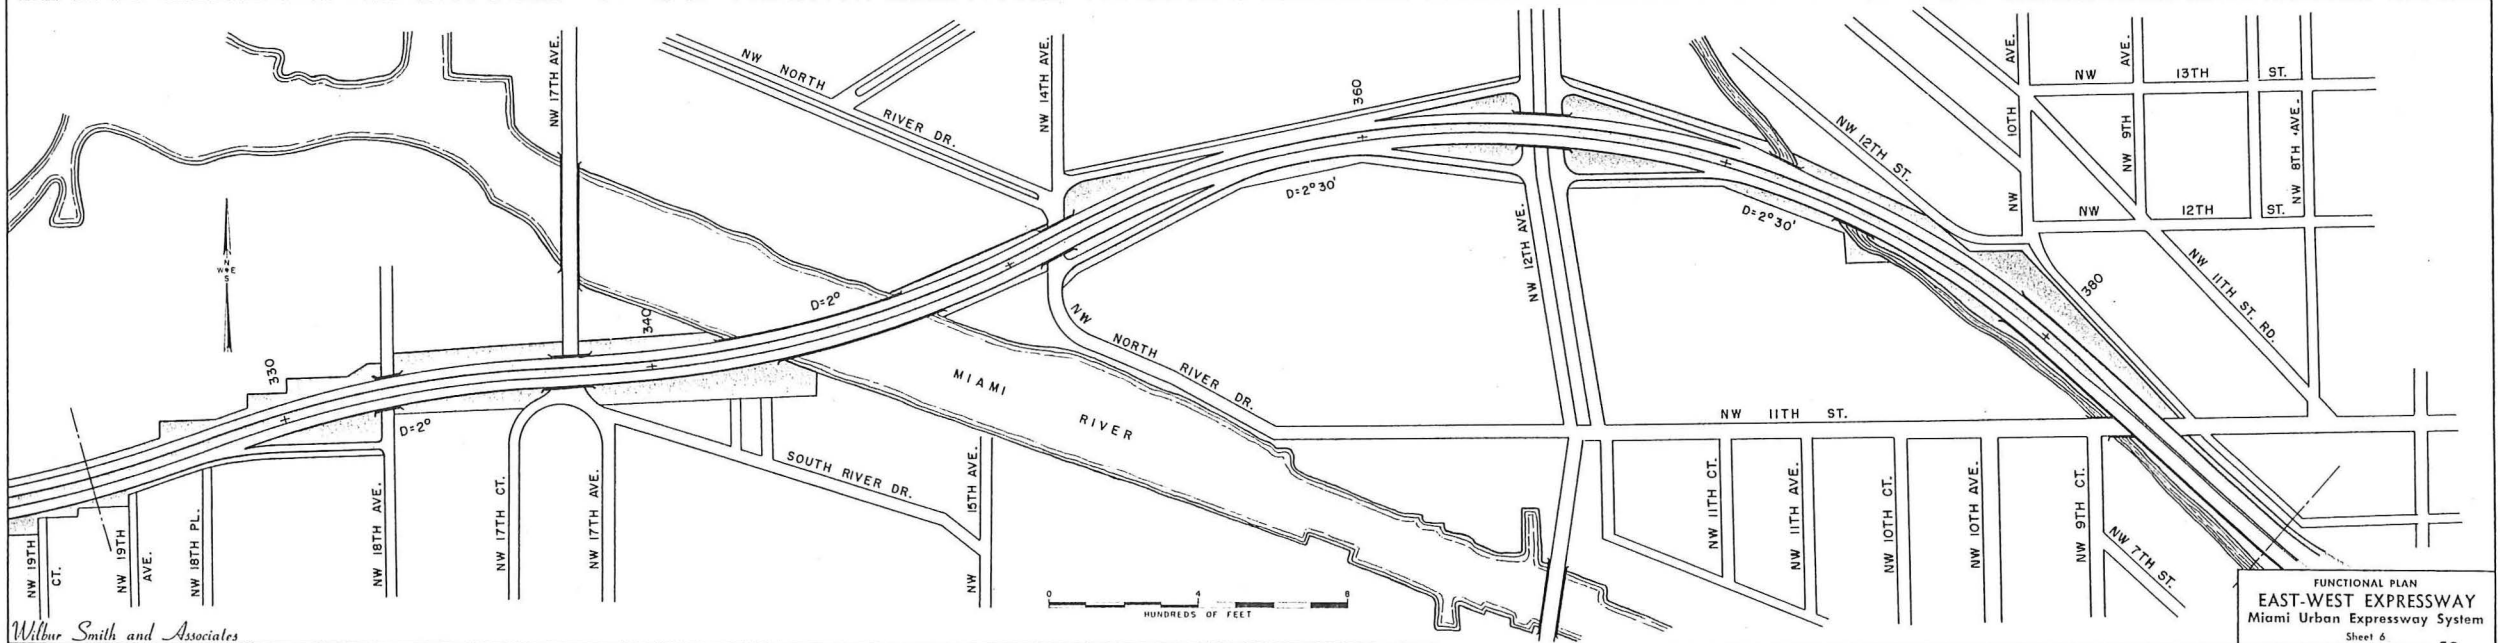 NW 17TH AVE.
NW NORTH
RIVER DR.
NW 14TH AVE.
360
NW 12TH ST.
NW 10TH AVE.
NW 9TH AVE.
NW 13TH ST.
NW 8TH AVE.
NW 12TH ST.
NW 11TH ST. RD.
N
W E
S
D=2°30'
D=2°30'
NW 12TH AVE.
380
D=2°
340
330
D=2°
NW NORTH RIVER DR.
MIAMI
RIVER
NW 11TH ST.
SOUTH RIVER DR.
NW 19TH CT.
NW 19TH AVE.
NW 18TH PL.
NW 18TH AVE.
NW 17TH CT.
NW 17TH AVE.
NW 15TH AVE.
NW 11TH CT.
NW 11TH AVE.
NW 10TH CT.
NW 10TH AVE.
NW 9TH CT.
NW 7TH ST.
0 4 8
HUNDREDS OF FEET
Wilbur Smith and Associates
FUNCTIONAL PLAN
EAST-WEST EXPRESSWAY
Miami Urban Expressway System
Sheet 6